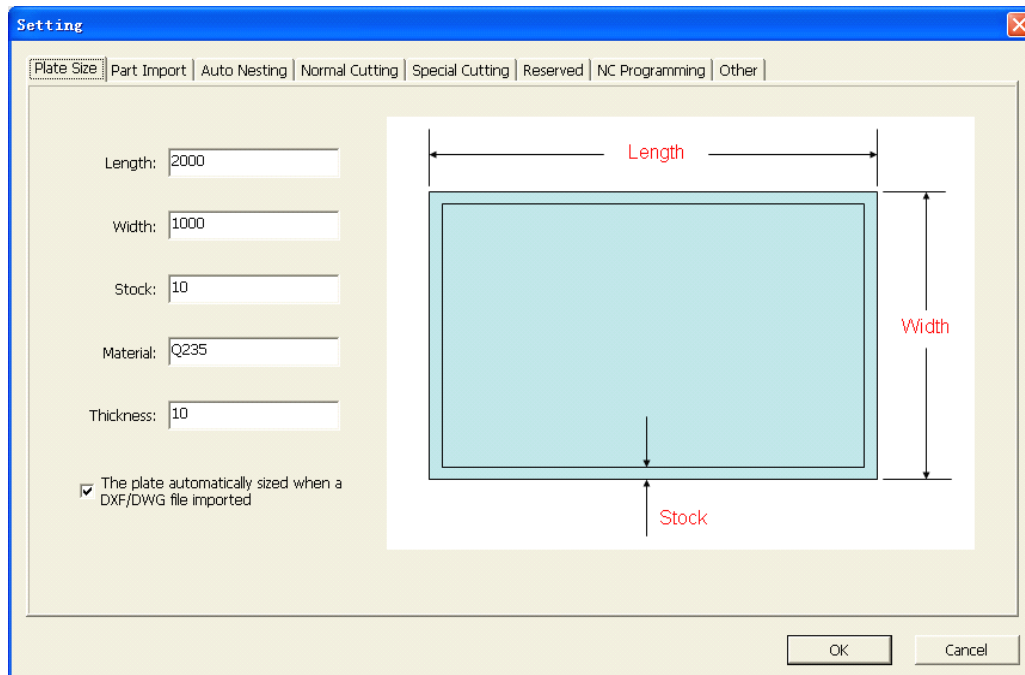 Setting
Plate Size Part Import Auto Nesting Normal Cutting Special Cutting Reserved NC Programming Other
Length: 2000
Width: 1000
Stock: 10
Material: Q235
Thickness: 10
The plate automatically sized when a
DXF/DWG file imported
Length
Width
Stock
OK Cancel